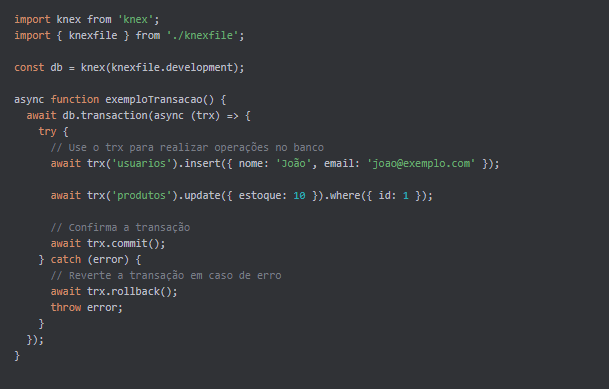 import knex from 'knex';
import { knexfile } from './knexfile';
const db = knex(knexfile.development);
async function exemploTransacao() {
await db.transaction(async (trx) => {
try {
// Use o trx para realizar operações no banco
await trx('usuarios').insert({ nome: 'João', email: 'joao@exemplo.com' });
await trx('produtos').update({ estoque: 10 }).where({ id: 1 });
// Confirma a transação
await trx.commit();
} catch (error) {
// Reverte a transação em caso de erro
await trx.rollback();
throw error;
}
});
}